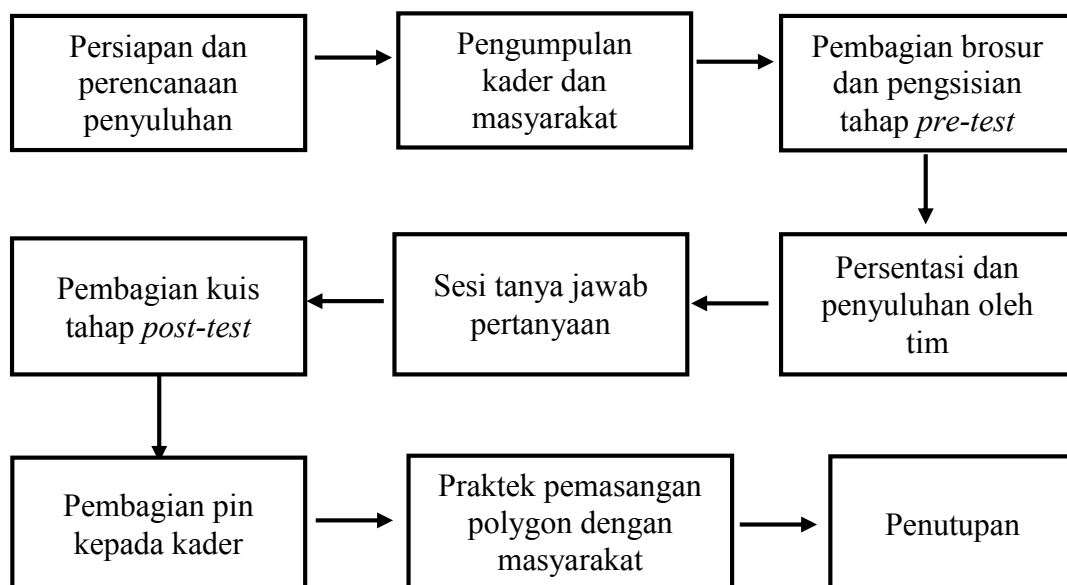 Persiapan dan
perencanaan
penyuluhan
Pengumpulan
kader dan
masyarakat
Pembagian brosur
dan pengsisian
tahap pre-test
Persentasi dan
penyuluhan oleh
tim
Sesi tanya jawab
pertanyaan
Pembagian kuis
tahap post-test
Pembagian pin
kepada kader
Praktek pemasangan
polygon dengan
masyarakat
Penutupan